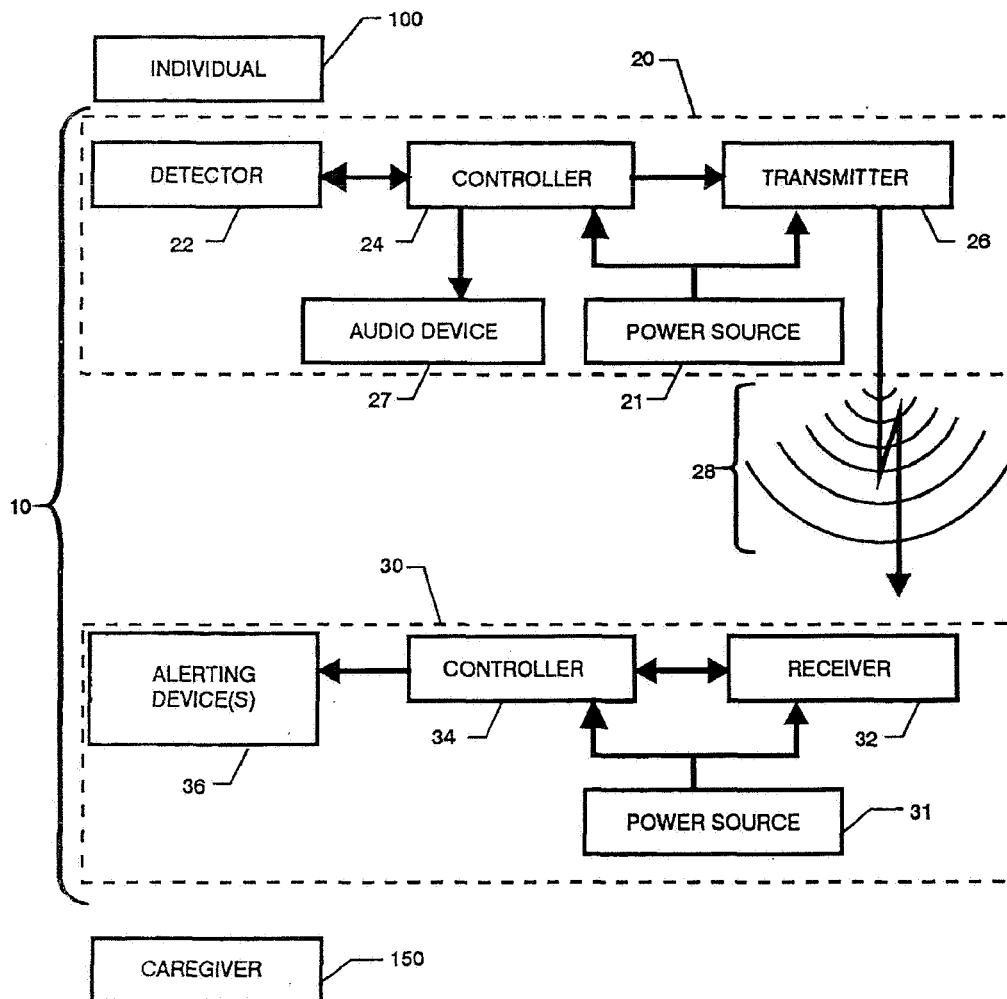 100
INDIVIDUAL
20
DETECTOR
CONTROLLER
TRANSMITTER
22
24
26
AUDIO DEVICE
POWER SOURCE
27
21
28
10
30
ALERTING
DEVICE(S)
CONTROLLER
RECEIVER
34
32
36
POWER SOURCE
31
CAREGIVER
150